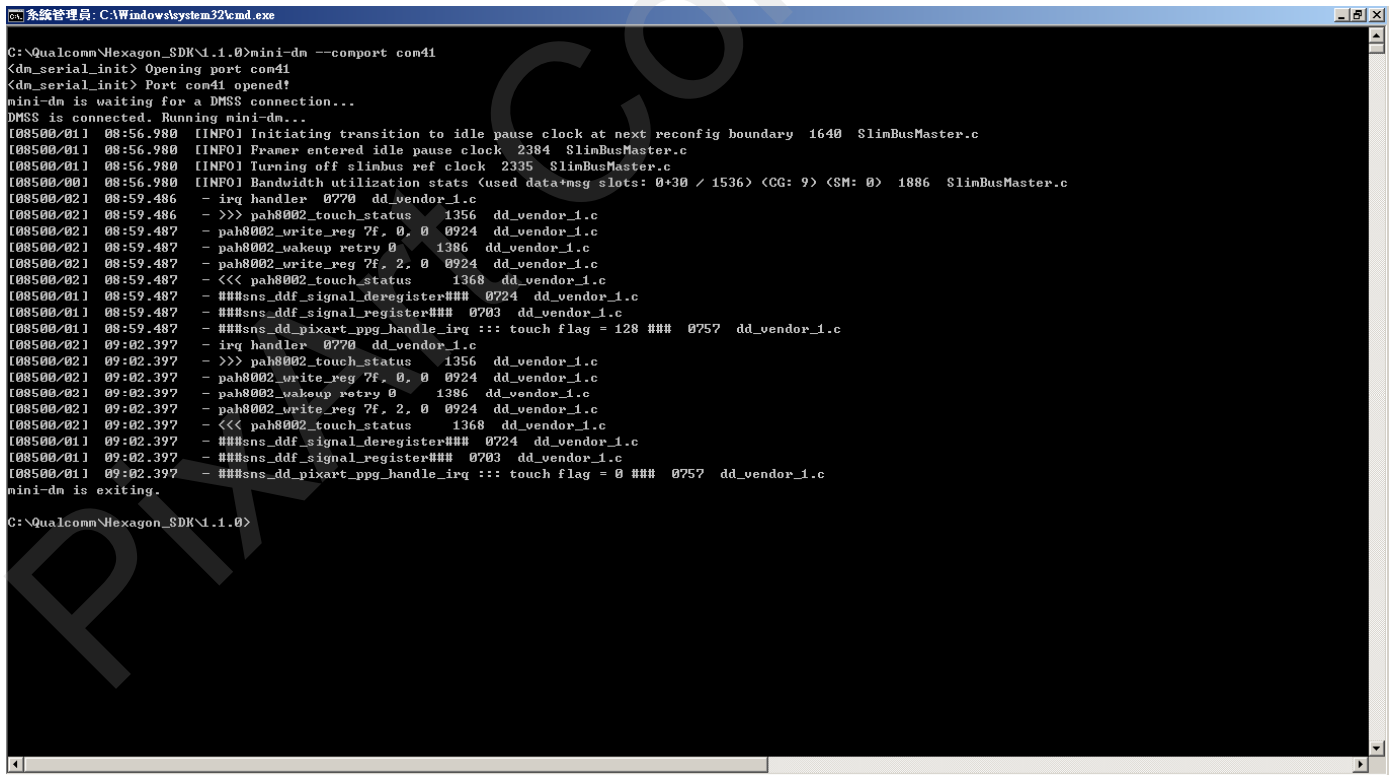 系統管理員: C:\Windows\system32\cmd.exe
C:\Qualcomm\Hexagon_SDK\1.1.0>mini-dm --comport com41
<dm_serial_init> Opening port com41
<dm_serial_init> Port com41 opened!
mini-dm is waiting for a DMSS connection...
DMSS is connected. Running mini-dm...
[08500/01]  08:56.980  [INFO] Initiating transition to idle pause clock at next reconfig boundary  1640  SlimBusMaster.c
[08500/01]  08:56.980  [INFO] Framer entered idle pause clock  2384  SlimBusMaster.c
[08500/01]  08:56.980  [INFO] Turning off slimbus ref clock  2335  SlimBusMaster.c
[08500/00]  08:56.980  [INFO] Bandwidth utilization stats (used data+msg slots: 0+30 / 1536) (CG: 9) (SM: 0)  1886  SlimBusMaster.c
[08500/02]  08:59.486   - irq handler  0770  dd_vendor_1.c
[08500/02]  08:59.486   - >>> pah8002_touch_status    1356  dd_vendor_1.c
[08500/02]  08:59.487   - pah8002_write_reg 7f, 0, 0  0924  dd_vendor_1.c
[08500/02]  08:59.487   - pah8002_wakeup retry 0     1386  dd_vendor_1.c
[08500/02]  08:59.487   - pah8002_write_reg 7f, 2, 0  0924  dd_vendor_1.c
[08500/02]  08:59.487   - <<< pah8002_touch_status     1368  dd_vendor_1.c
[08500/01]  08:59.487   - ###sns_ddf_signal_deregister###  0724  dd_vendor_1.c
[08500/01]  08:59.487   - ###sns_ddf_signal_register###  0703  dd_vendor_1.c
[08500/01]  08:59.487   - ###sns_dd_pixart_ppg_handle_irq ::: touch flag = 128 ###  0757  dd_vendor_1.c
[08500/02]  09:02.397   - irq handler  0770  dd_vendor_1.c
[08500/02]  09:02.397   - >>> pah8002_touch_status    1356  dd_vendor_1.c
[08500/02]  09:02.397   - pah8002_write_reg 7f, 0, 0  0924  dd_vendor_1.c
[08500/02]  09:02.397   - pah8002_wakeup retry 0     1386  dd_vendor_1.c
[08500/02]  09:02.397   - pah8002_write_reg 7f, 2, 0  0924  dd_vendor_1.c
[08500/02]  09:02.397   - <<< pah8002_touch_status     1368  dd_vendor_1.c
[08500/01]  09:02.397   - ###sns_ddf_signal_deregister###  0724  dd_vendor_1.c
[08500/01]  09:02.397   - ###sns_ddf_signal_register###  0703  dd_vendor_1.c
[08500/01]  09:02.397   - ###sns_dd_pixart_ppg_handle_irq ::: touch flag = 0 ###  0757  dd_vendor_1.c
mini-dm is exiting.
C:\Qualcomm\Hexagon_SDK\1.1.0>
PixArt Co